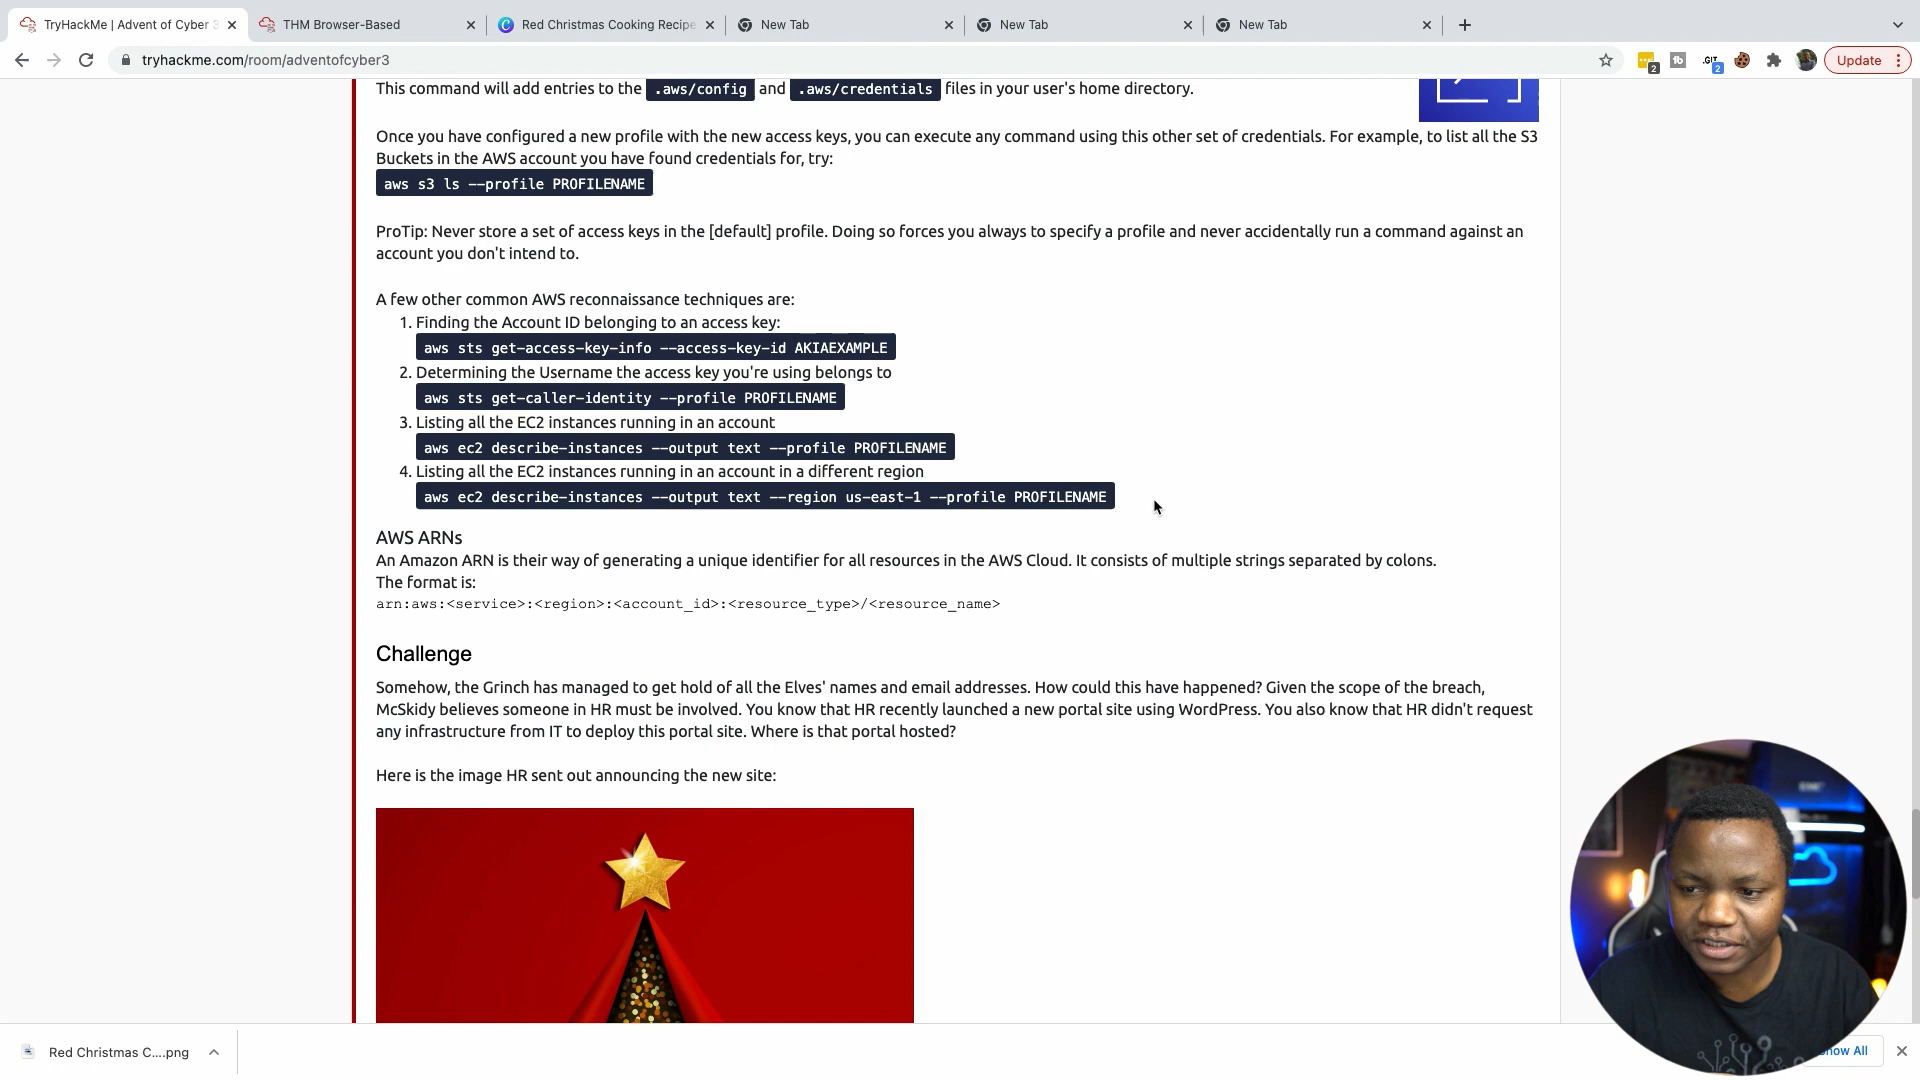 TryHackMe | Advent of Cyber 3
THM Browser-Based
Red Christmas Cooking Recipe
New Tab
New Tab
New Tab
tryhackme.com/room/adventofcyber3
Update
This command will add entries to the .aws/config and .aws/credentials files in your user's home directory.
Once you have configured a new profile with the new access keys, you can execute any command using this other set of credentials. For example, to list all the S3
Buckets in the AWS account you have found credentials for, try:
aws s3 ls --profile PROFILENAME
ProTip: Never store a set of access keys in the [default] profile. Doing so forces you always to specify a profile and never accidentally run a command against an
account you don't intend to.
A few other common AWS reconnaissance techniques are:
1. Finding the Account ID belonging to an access key:
aws sts get-access-key-info --access-key-id AKIAEXAMPLE
2. Determining the Username the access key you're using belongs to
aws sts get-caller-identity --profile PROFILENAME
3. Listing all the EC2 instances running in an account
aws ec2 describe-instances --output text --profile PROFILENAME
4. Listing all the EC2 instances running in an account in a different region
aws ec2 describe-instances --output text --region us-east-1 --profile PROFILENAME
AWS ARNs
An Amazon ARN is their way of generating a unique identifier for all resources in the AWS Cloud. It consists of multiple strings separated by colons.
The format is:
arn:aws:<service>:<region>:<account_id>:<resource_type>/<resource_name>
Challenge
Somehow, the Grinch has managed to get hold of all the Elves' names and email addresses. How could this have happened? Given the scope of the breach,
McSkidy believes someone in HR must be involved. You know that HR recently launched a new portal site using WordPress. You also know that HR didn't request
any infrastructure from IT to deploy this portal site. Where is that portal hosted?
Here is the image HR sent out announcing the new site:
Red Christmas C....png
Show All